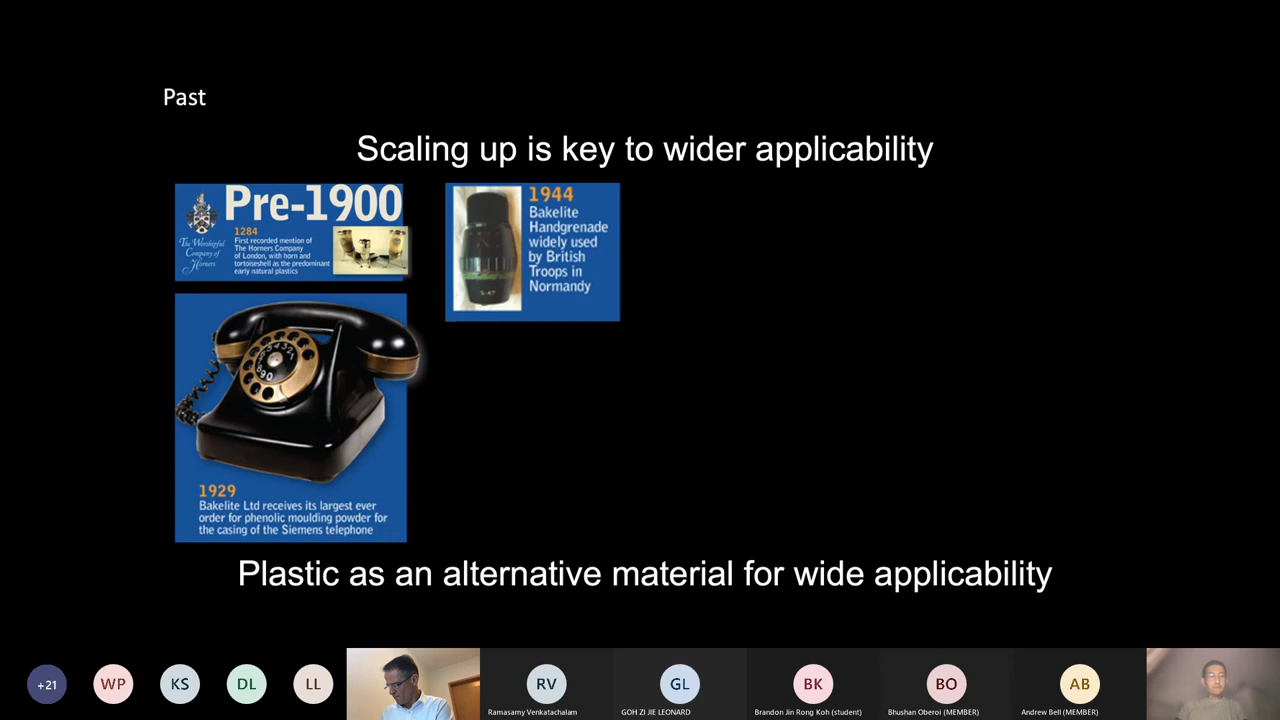 Past
Scaling up is key to wider applicability
The Worshipful
Company of
Horners
Pre-1900
1284
First recorded mention of
The Horners Company
of London, with horn and
tortoiseshell as the predominant
early natural plastics
1944
Bakelite
Handgrenade
widely used
by British
Troops in
Normandy
1929
Bakelite Ltd receives its largest ever
order for phenolic moulding powder for
the casing of the Siemens telephone
Plastic as an alternative material for wide applicability
+21
WP
KS
DL
LL
RV
Ramasamy Venkatachalam
GL
GOH ZI JIE LEONARD
BK
Brandon Jin Rong Koh (student)
BO
Bhushan Oberoi (MEMBER)
AB
Andrew Bell (MEMBER)